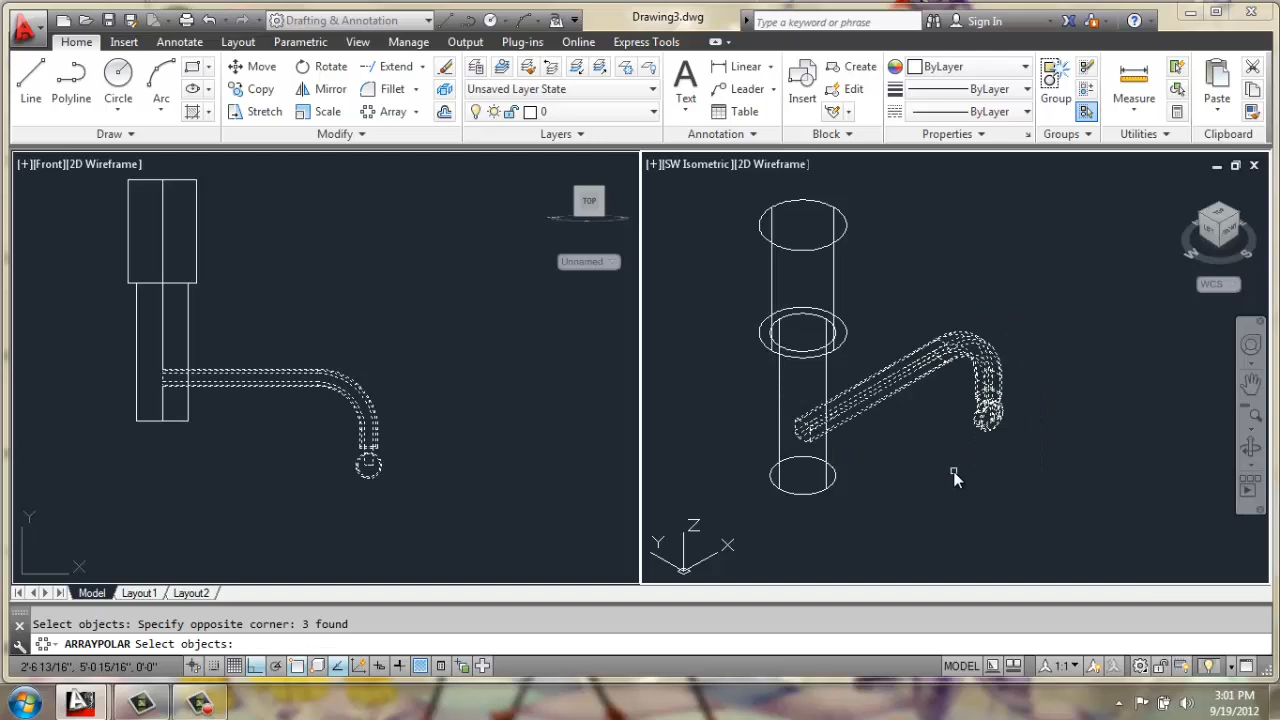 Drafting & Annotation
Drawing3.dwg
Type a keyword or phrase
Sign In
Home Insert Annotate Layout Parametric View Manage Output Plug-ins Online Express Tools
Line Polyline Circle Arc
Move Rotate Extend
Copy Mirror Fillet
Stretch Scale Array
Unsaved Layer State
0
Text
Linear
Leader
Table
Insert
Create
Edit
ByLayer
ByLayer
ByLayer
Group
Measure
Paste
Draw Modify Layers Annotation Block Properties Groups Utilities Clipboard
[+][Front][2D Wireframe]
[+][SW Isometric][2D Wireframe]
TOP
Unnamed
TOP
LEFT FRONT
W S
WCS
Y
X
Z
Y X
Model Layout1 Layout2
Select objects: Specify opposite corner: 3 found
ARRAYPOLAR Select objects:
2'-6 13/16", 5'-0 15/16", 0'-0"
MODEL
1:1
3:01 PM
9/19/2012